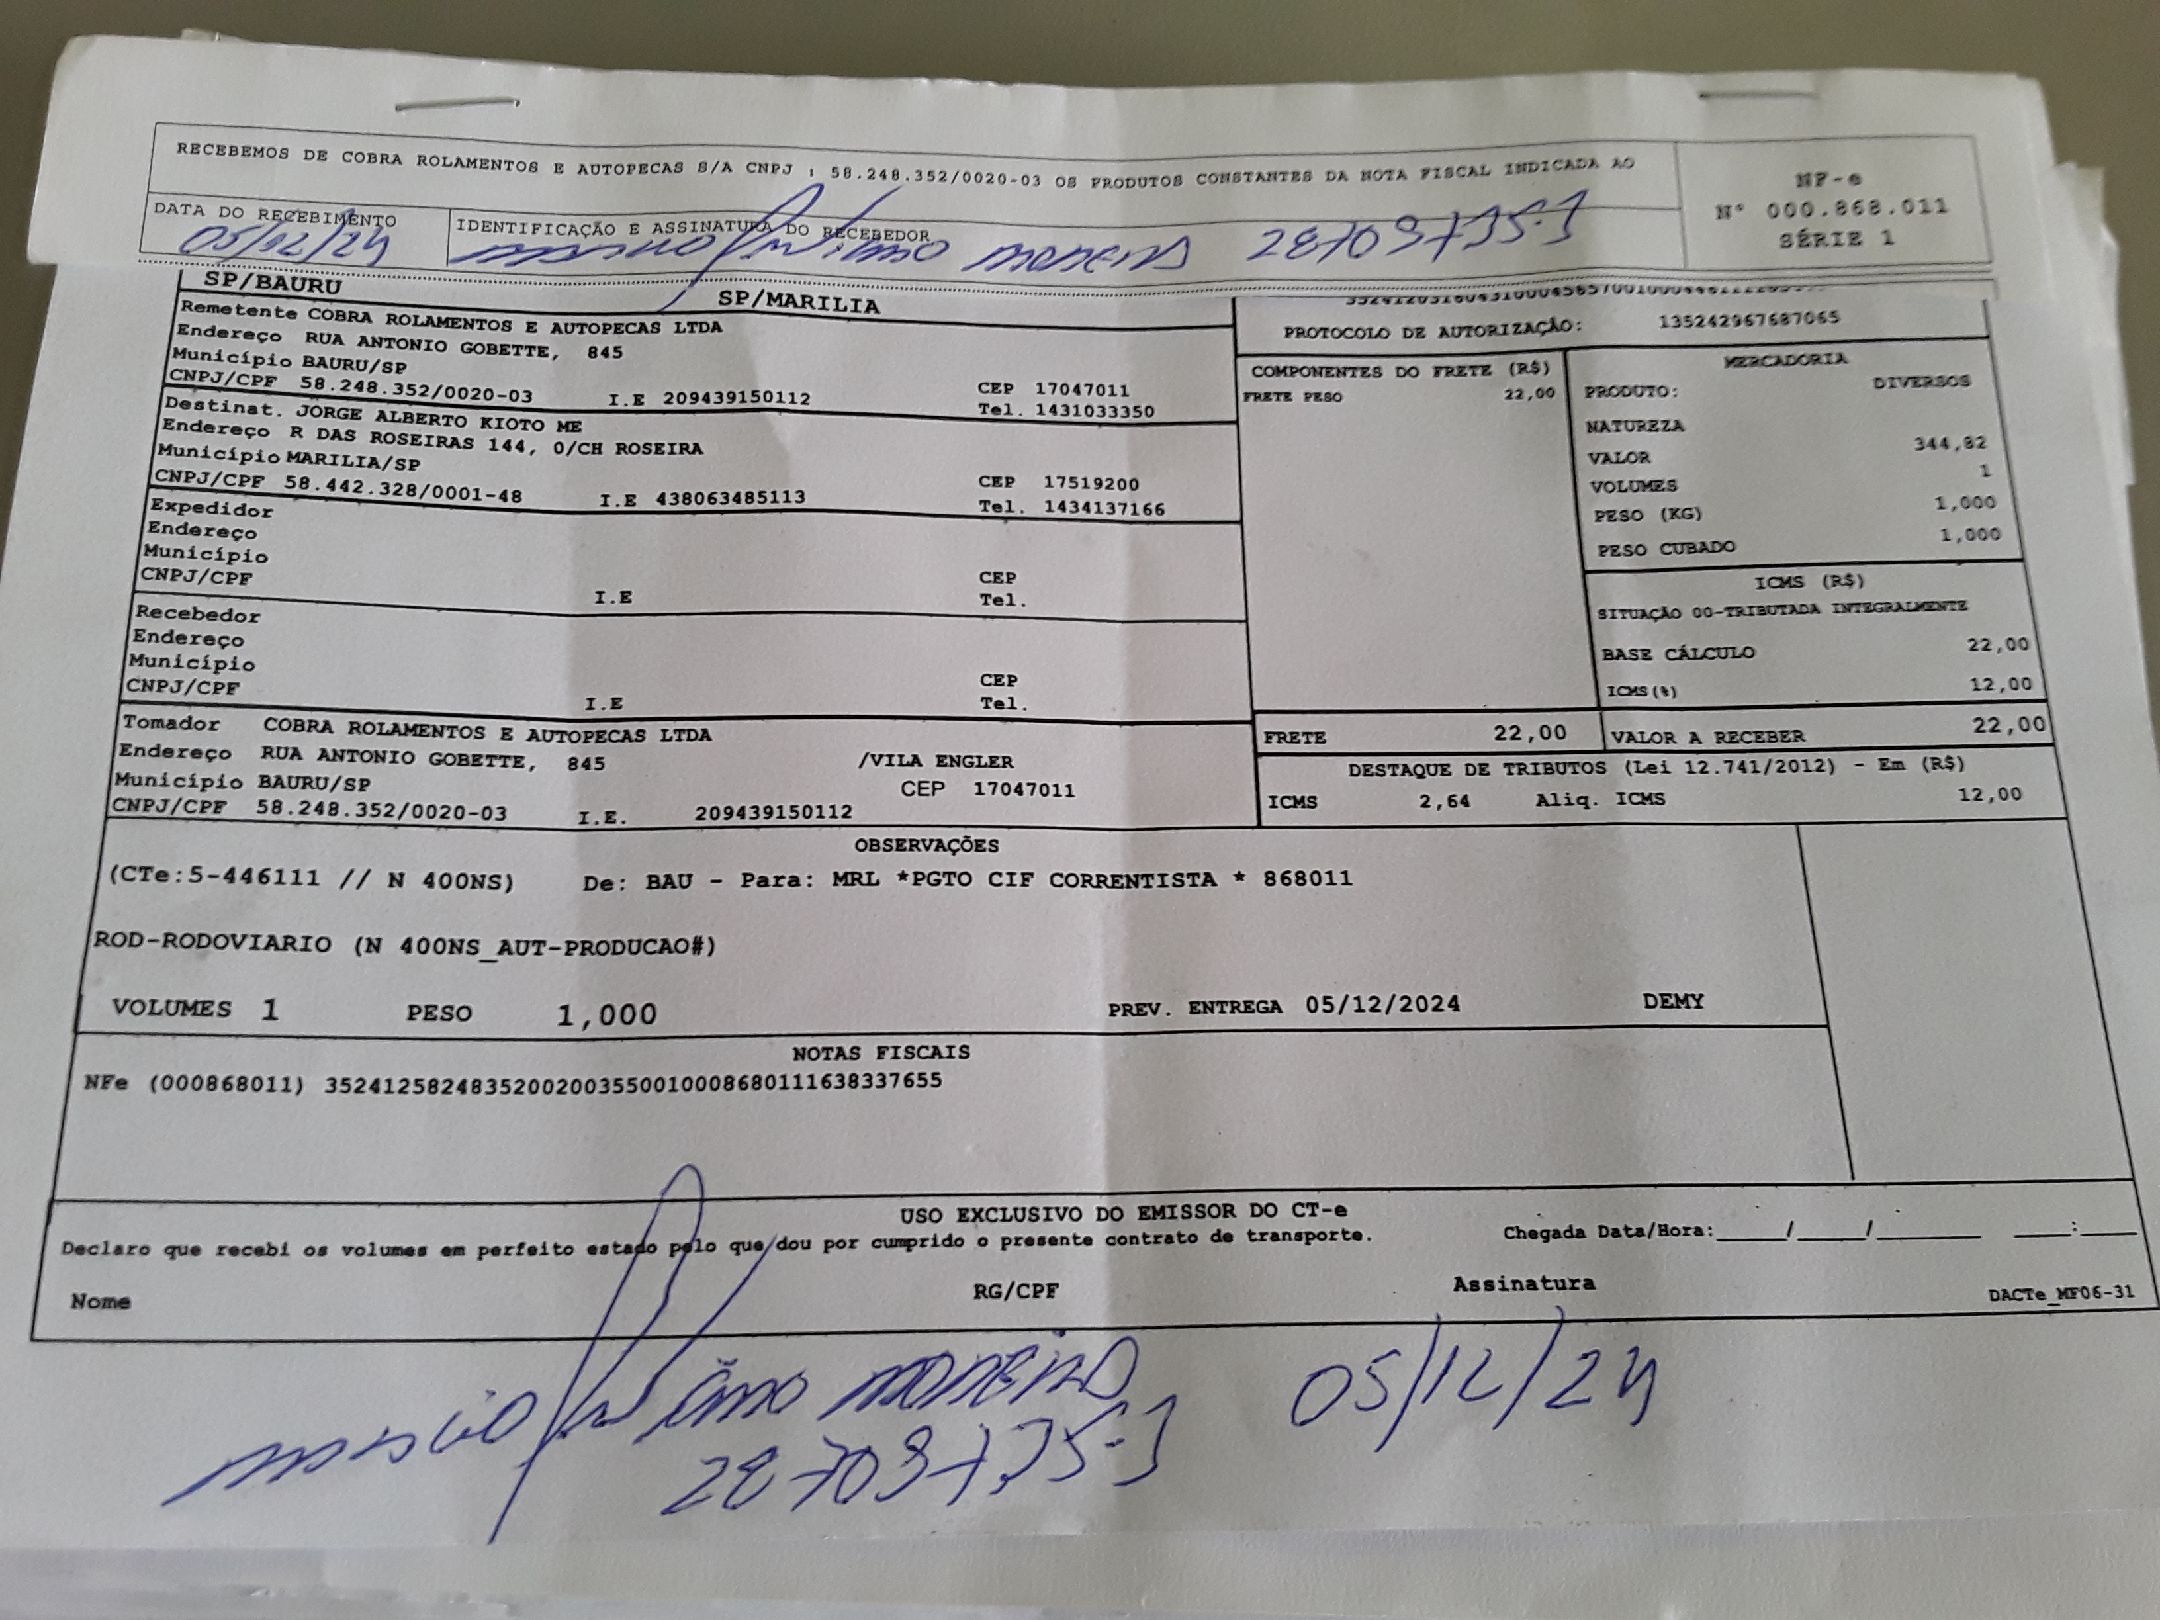 RECEBEMOS DE COBRA ROLAMENTOS E AUTOPECAS S/A CNPJ : 58.248.352/0020-03 OS PRODUTOS CONSTANTES DA NOTA FISCAL INDICADA AO
NF-e
Nº 000.868.011
SÉRIE 1
DATA DO RECEBIMENTO
05/12/24
IDENTIFICAÇÃO E ASSINATURA DO RECEBEDOR
SP/BAURU SP/MARILIA
Remetente COBRA ROLAMENTOS E AUTOPECAS LTDA
Endereço RUA ANTONIO GOBETTE, 845
Município BAURU/SP CEP 17047011
CNPJ/CPF 58.248.352/0020-03 I.E 209439150112 Tel. 1431033350
Destinat. JORGE ALBERTO KIOTO ME
Endereço R DAS ROSEIRAS 144, 0/CH ROSEIRA
Município MARILIA/SP CEP 17519200
CNPJ/CPF 58.442.328/0001-48 I.E 438063485113 Tel. 1434137166
Expedidor
Endereço
Município CEP
CNPJ/CPF I.E Tel.
Recebedor
Endereço
Município CEP
CNPJ/CPF I.E Tel.
Tomador COBRA ROLAMENTOS E AUTOPECAS LTDA
Endereço RUA ANTONIO GOBETTE, 845 /VILA ENGLER
Município BAURU/SP CEP 17047011
CNPJ/CPF 58.248.352/0020-03 I.E. 209439150112
PROTOCOLO DE AUTORIZAÇÃO: 135242967687065
COMPONENTES DO FRETE (R$)
FRETE PESO 22,00
MERCADORIA
PRODUTO: DIVERSOS
NATUREZA
VALOR 344,82
VOLUMES 1
PESO (KG) 1,000
PESO CUBADO 1,000
ICMS (R$)
SITUAÇÃO 00-TRIBUTADA INTEGRALMENTE
BASE CÁLCULO 22,00
ICMS(%) 12,00
FRETE 22,00 VALOR A RECEBER 22,00
DESTAQUE DE TRIBUTOS (Lei 12.741/2012) - Em (R$)
ICMS 2,64 Aliq. ICMS 12,00
OBSERVAÇÕES
(CTe:5-446111 // N 400NS) De: BAU - Para: MRL *PGTO CIF CORRENTISTA * 868011
ROD-RODOVIARIO (N 400NS_AUT-PRODUCAO#)
VOLUMES 1 PESO 1,000 PREV. ENTREGA 05/12/2024 DEMY
NOTAS FISCAIS
NFe (000868011) 35241258248352002003550010008680111638337655
USO EXCLUSIVO DO EMISSOR DO CT-e
Declaro que recebi os volumes em perfeito estado pelo que dou por cumprido o presente contrato de transporte. Chegada Data/Hora:_____/_____/________ ____:____
Nome RG/CPF Assinatura DACTe_MF06-31
05/12/24